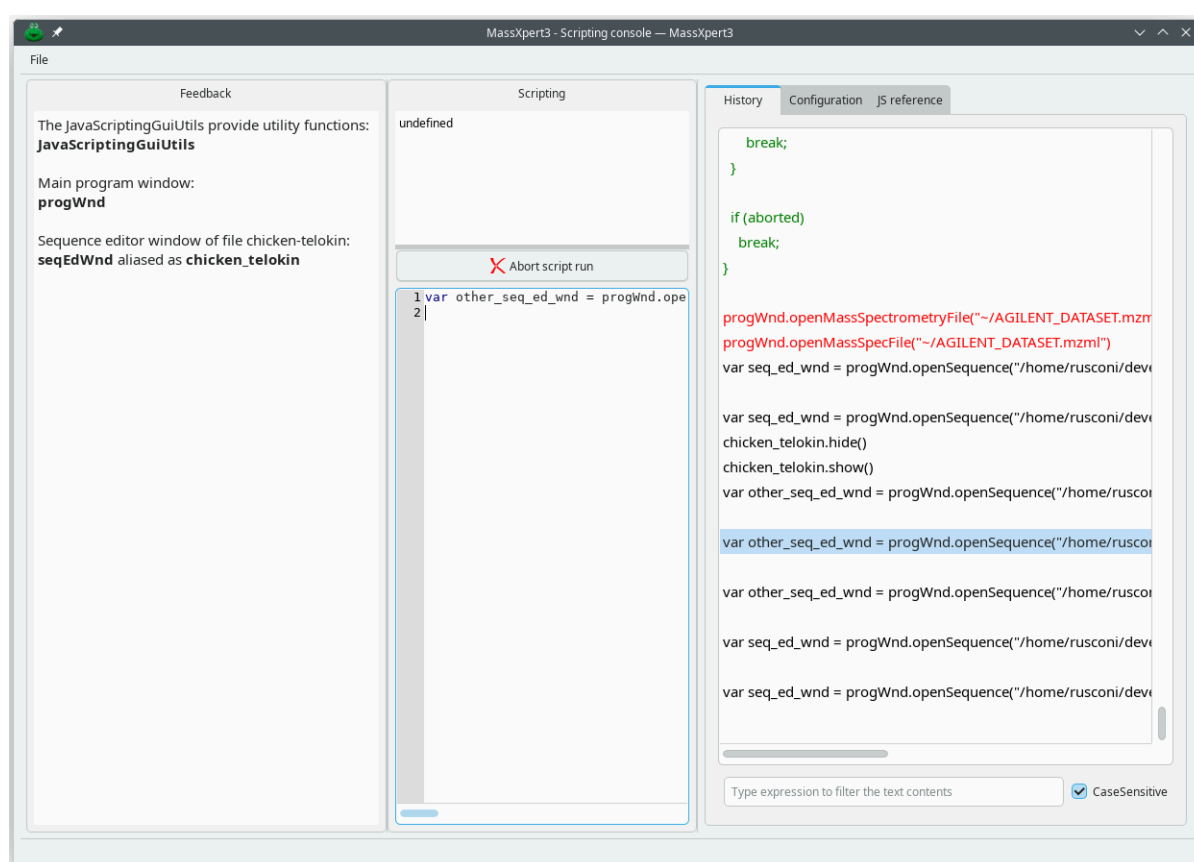 MassXpert3 - Scripting console — MassXpert3
File
Feedback
The JavaScriptingGuiUtils provide utility functions:
JavaScriptingGuiUtils
Main program window:
progWnd
Sequence editor window of file chicken-telokin:
seqEdWnd aliased as chicken_telokin
Scripting
undefined
Abort script run
1 var other_seq_ed_wnd = progWnd.ope
2
History Configuration JS reference
break;
}
if (aborted)
break;
}
progWnd.openMassSpectrometryFile("~/AGILENT_DATASET.mzm
progWnd.openMassSpecFile("~/AGILENT_DATASET.mzml")
var seq_ed_wnd = progWnd.openSequence("/home/rusconi/deve
var seq_ed_wnd = progWnd.openSequence("/home/rusconi/deve
chicken_telokin.hide()
chicken_telokin.show()
var other_seq_ed_wnd = progWnd.openSequence("/home/ruscon
var other_seq_ed_wnd = progWnd.openSequence("/home/ruscon
var other_seq_ed_wnd = progWnd.openSequence("/home/ruscon
var seq_ed_wnd = progWnd.openSequence("/home/rusconi/deve
var seq_ed_wnd = progWnd.openSequence("/home/rusconi/deve
Type expression to filter the text contents
CaseSensitive